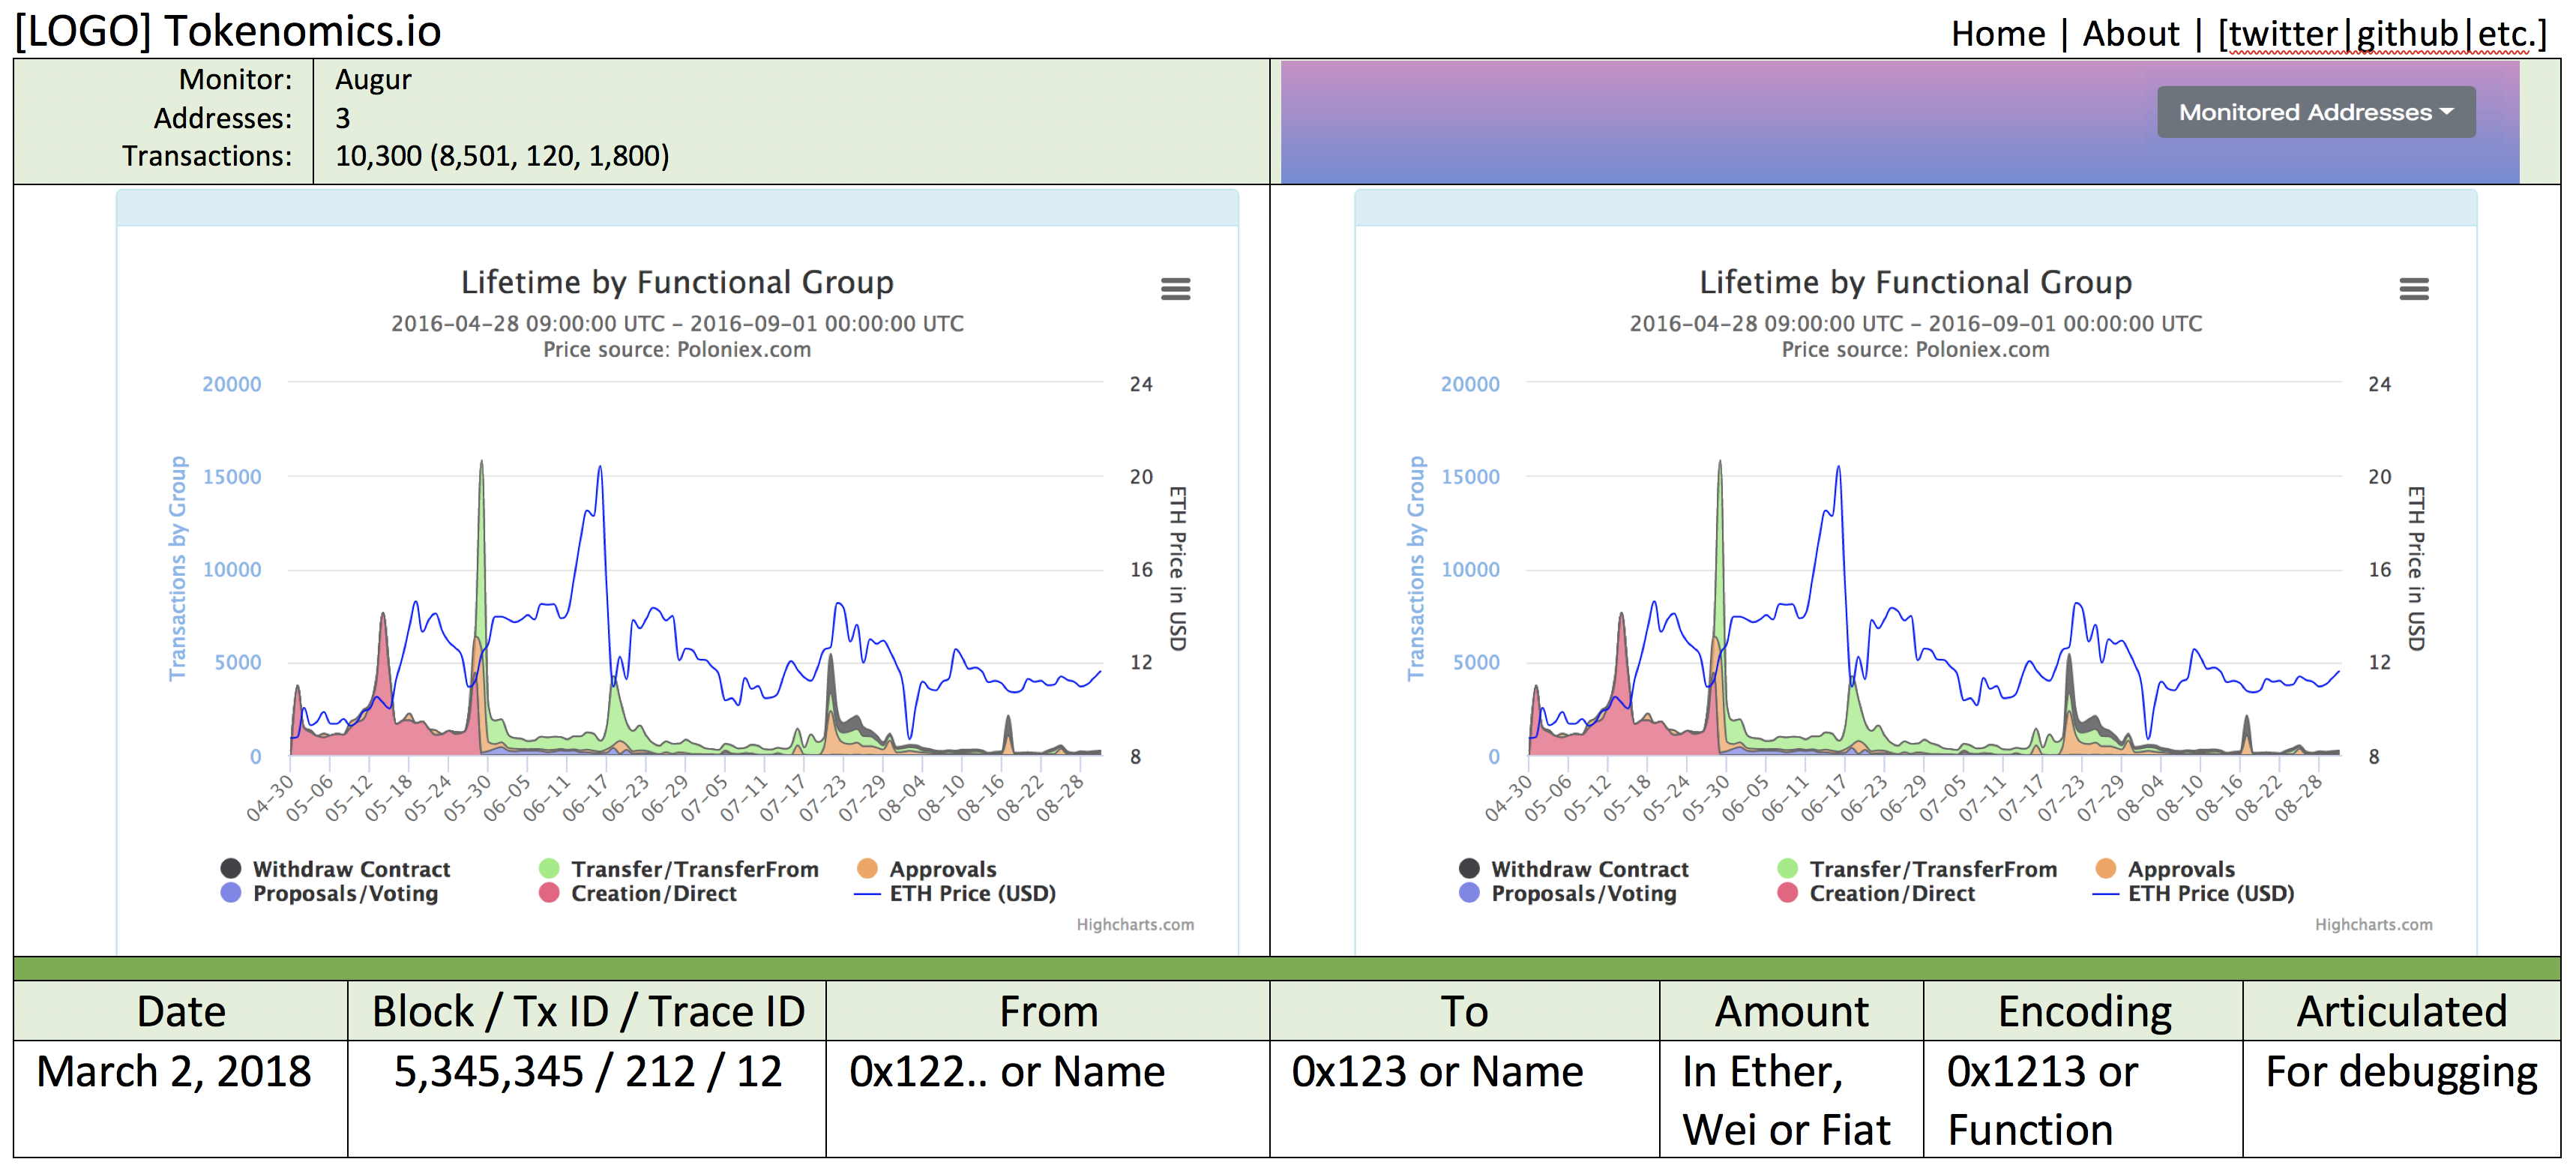 [LOGO] Tokenomics.io
Home | About | [twitter|github|etc.]
Monitor: Augur
Addresses: 3
Transactions: 10,300 (8,501, 120, 1,800)
Monitored Addresses
Lifetime by Functional Group
2016-04-28 09:00:00 UTC - 2016-09-01 00:00:00 UTC
Price source: Poloniex.com
Transactions by Group
20000
15000
10000
5000
0
24
20
16
12
8
ETH Price in USD
04-30 05-06 05-12 05-18 05-24 05-30 06-05 06-11 06-17 06-23 06-29 07-05 07-11 07-17 07-23 07-29 08-04 08-10 08-16 08-22 08-28
Withdraw Contract Transfer/TransferFrom Approvals
Proposals/Voting Creation/Direct ETH Price (USD)
Highcharts.com
Lifetime by Functional Group
2016-04-28 09:00:00 UTC - 2016-09-01 00:00:00 UTC
Price source: Poloniex.com
Transactions by Group
20000
15000
10000
5000
0
24
20
16
12
8
ETH Price in USD
04-30 05-06 05-12 05-18 05-24 05-30 06-05 06-11 06-17 06-23 06-29 07-05 07-11 07-17 07-23 07-29 08-04 08-10 08-16 08-22 08-28
Withdraw Contract Transfer/TransferFrom Approvals
Proposals/Voting Creation/Direct ETH Price (USD)
Highcharts.com
Date Block / Tx ID / Trace ID From To Amount Encoding Articulated
March 2, 2018 5,345,345 / 212 / 12 0x122.. or Name 0x123 or Name In Ether, 0x1213 or For debugging
Wei or Fiat Function